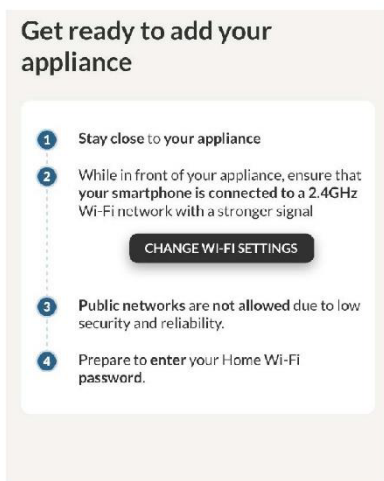 Get ready to add your
appliance
1 Stay close to your appliance
2 While in front of your appliance, ensure that
your smartphone is connected to a 2.4GHz
Wi-Fi network with a stronger signal
CHANGE WI-FI SETTINGS
3 Public networks are not allowed due to low
security and reliability.
4 Prepare to enter your Home Wi-Fi
password.